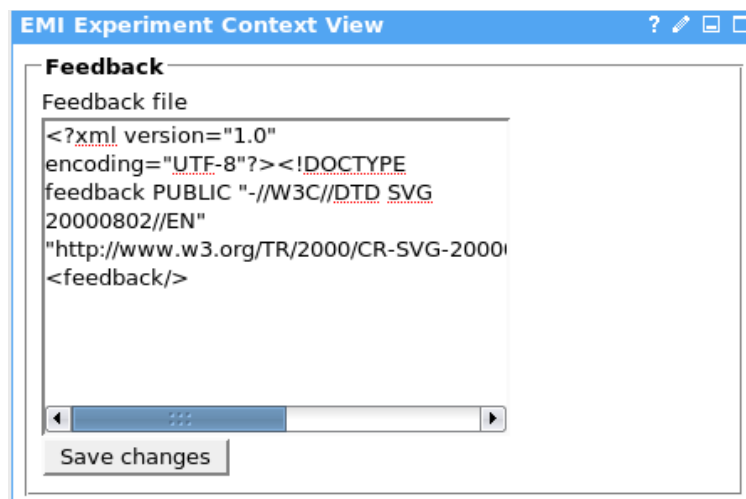 EMI Experiment Context View ?
Feedback
Feedback file
<?xml version="1.0"
encoding="UTF-8"?><!DOCTYPE
feedback PUBLIC "-//W3C//DTD SVG
20000802//EN"
"http://www.w3.org/TR/2000/CR-SVG-2000
<feedback/>
Save changes